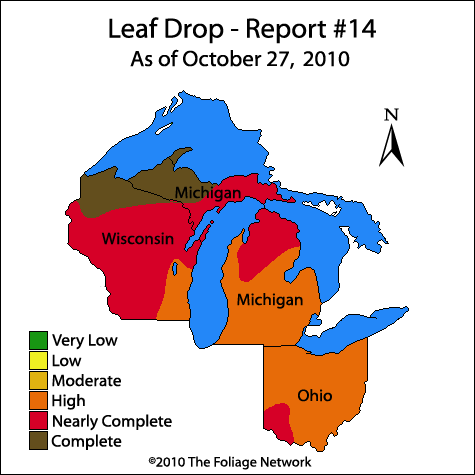 Leaf Drop - Report #14
As of October 27, 2010
N
Michigan
Wisconsin
Michigan
Ohio
Very Low
Low
Moderate
High
Nearly Complete
Complete
©2010 The Foliage Network